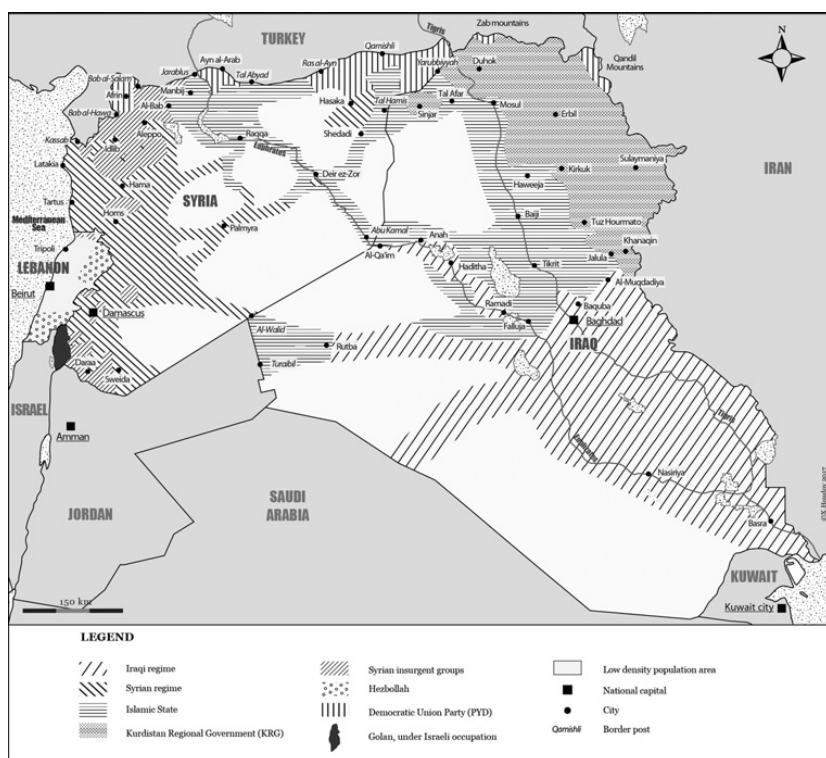 TURKEY
Zab mountains
Tigris
Qandil
Mountains
N
Qamishli
Ayn al-Arab
Ras al-Ayn
Yarubbiyyah
Duhok
Jarablus
Tal Abyad
Bab al-Salam
Manbij
Afrin
Al-Bab
Hasaka
Tal Hamis
Tal Afar
Mosul
Sinjar
Erbil
Bab al-Hawa
Aleppo
Raqqa
Shedadi
Kassab
Idlib
Euphrates
Sulaymaniya
IRAN
Latakia
Deir ez-Zor
Kirkuk
Haweeja
Hama
SYRIA
Tartus
Baiji
Mediterranean
Sea
Homs
Palmyra
Tuz Hourmato
Abu Kamal
Anah
Khanaqin
Tripoli
Al-Qa'im
Jalula
LEBANON
Haditha
Tikrit
Al-Muqdadiya
Beirut
Damascus
Ramadi
Baquba
Al-Walid
Falluja
Baghdad
IRAQ
Rutba
Daraa
Sweida
Turaibil
ISRAEL
Amman
Tigris
Euphrates
Nasiriya
SAUDI
ARABIA
JORDAN
Basra
KUWAIT
Kuwait city
150 km
LEGEND
Iraqi regime
Syrian regime
Islamic State
Kurdistan Regional Government (KRG)
Syrian insurgent groups
Hezbollah
Democratic Union Party (PYD)
Golan, under Israeli occupation
Low density population area
National capital
City
Qamishli Border post